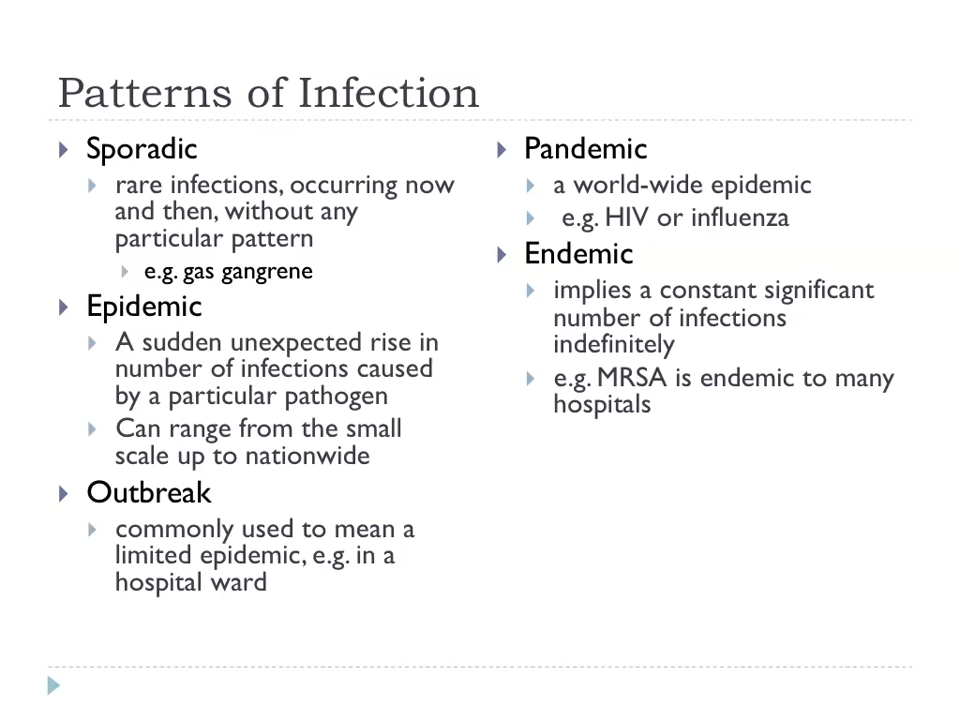 Patterns of Infection
Sporadic
rare infections, occurring now
and then, without any
particular pattern
e.g. gas gangrene
Epidemic
A sudden unexpected rise in
number of infections caused
by a particular pathogen
Can range from the small
scale up to nationwide
Outbreak
commonly used to mean a
limited epidemic, e.g. in a
hospital ward
Pandemic
a world-wide epidemic
e.g. HIV or influenza
Endemic
implies a constant significant
number of infections
indefinitely
e.g. MRSA is endemic to many
hospitals